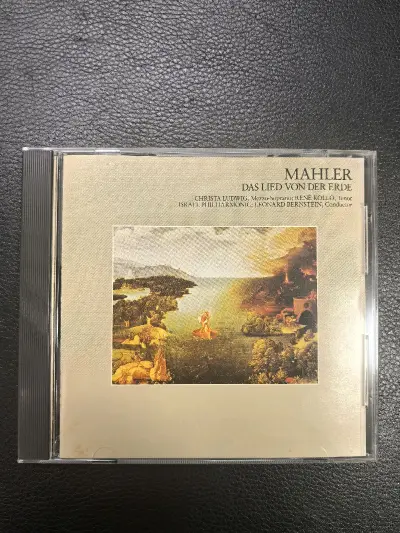 MAHLER
DAS LIED VON DER ERDE
CHRISTA LUDWIG, Mezzo-Soprano; RENÉ KOLLO, Tenor
ISRAEL PHILHARMONIC; LEONARD BERNSTEIN, Conductor